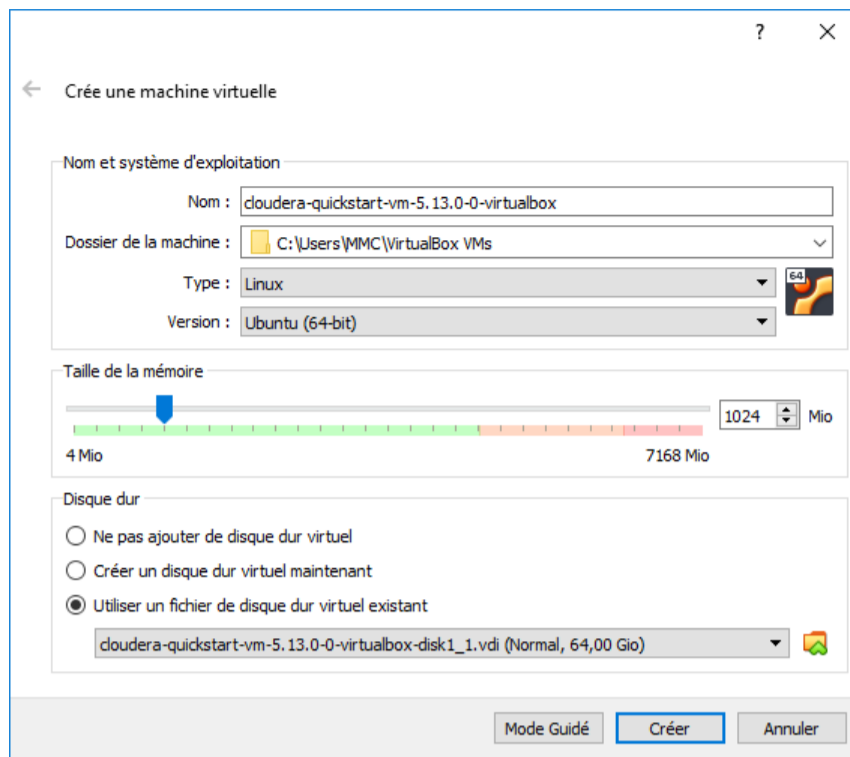 ?
Crée une machine virtuelle
Nom et système d'exploitation
Nom : cloudera-quickstart-vm-5.13.0-0-virtualbox
Dossier de la machine : C:\Users\MMC\VirtualBox VMs
Type : Linux
64
Version : Ubuntu (64-bit)
Taille de la mémoire
1024 Mio
4 Mio 7168 Mio
Disque dur
Ne pas ajouter de disque dur virtuel
Créer un disque dur virtuel maintenant
Utiliser un fichier de disque dur virtuel existant
cloudera-quickstart-vm-5.13.0-0-virtualbox-disk1_1.vdi (Normal, 64,00 Gio)
Mode Guidé Créer Annuler